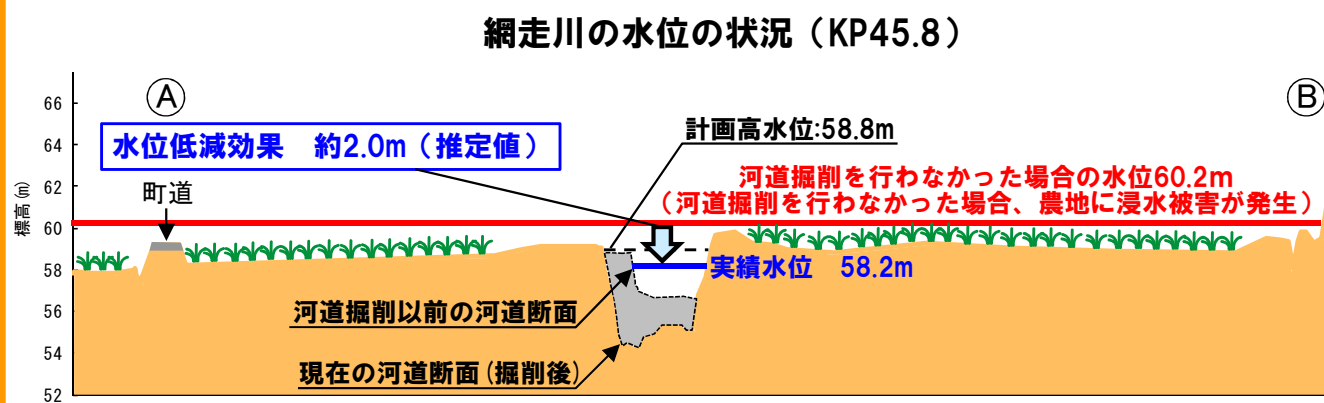 網走川の水位の状況（KP45.8）
Ⓐ
Ⓑ
水位低減効果　約2.0m（推定値）
計画高水位:58.8m
河道掘削を行わなかった場合の水位60.2m
（河道掘削を行わなかった場合、農地に浸水被害が発生）
町道
実績水位　58.2m
河道掘削以前の河道断面
現在の河道断面(掘削後)
標高(m)
66
64
62
60
58
56
54
52